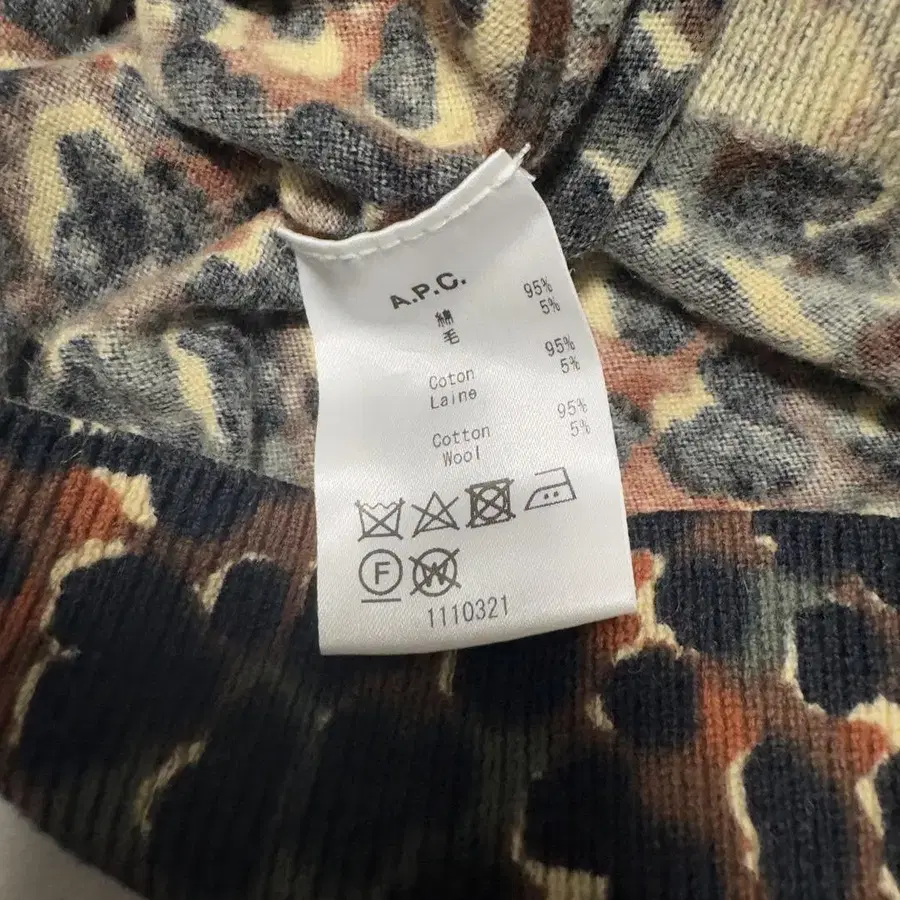 A.P.C.
綿 95%
毛 5%
Coton 95%
Laine 5%
Cotton 95%
Wool 5%
F W
1110321